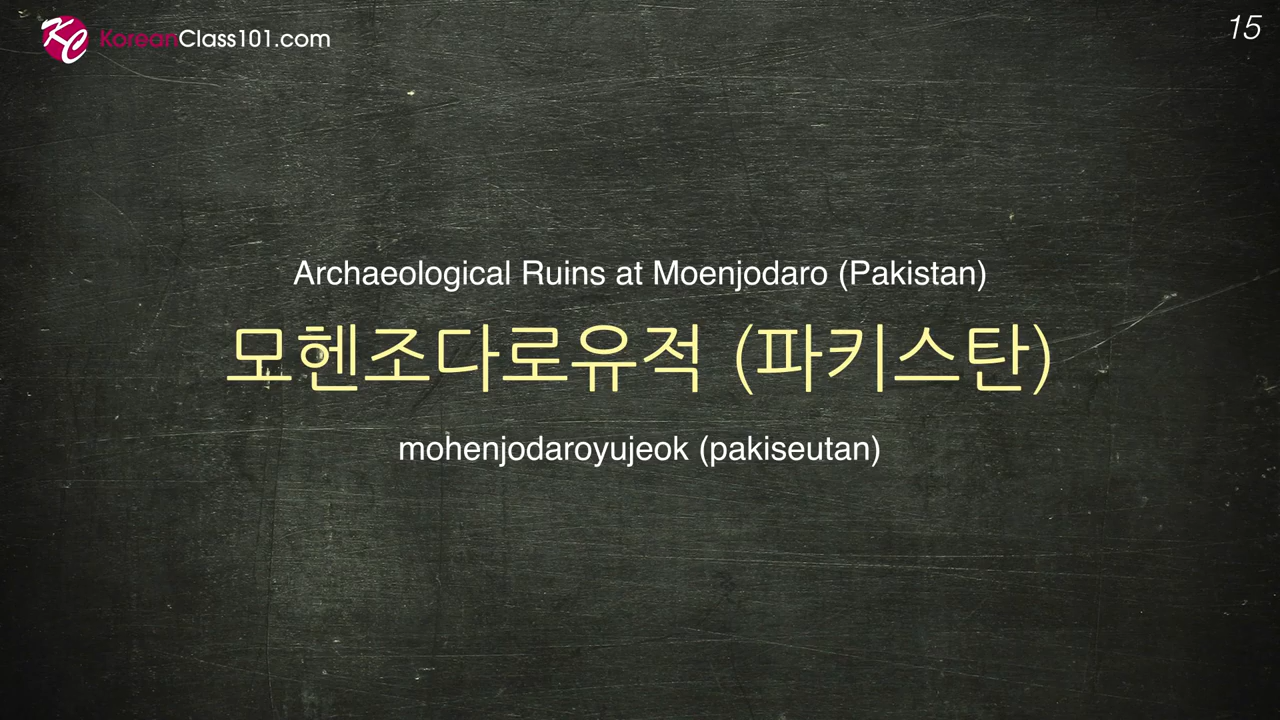 KC KoreanClass101.com
15
Archaeological Ruins at Moenjodaro (Pakistan)
모헨조다로유적 (파키스탄)
mohenjodaroyujeok (pakiseutan)